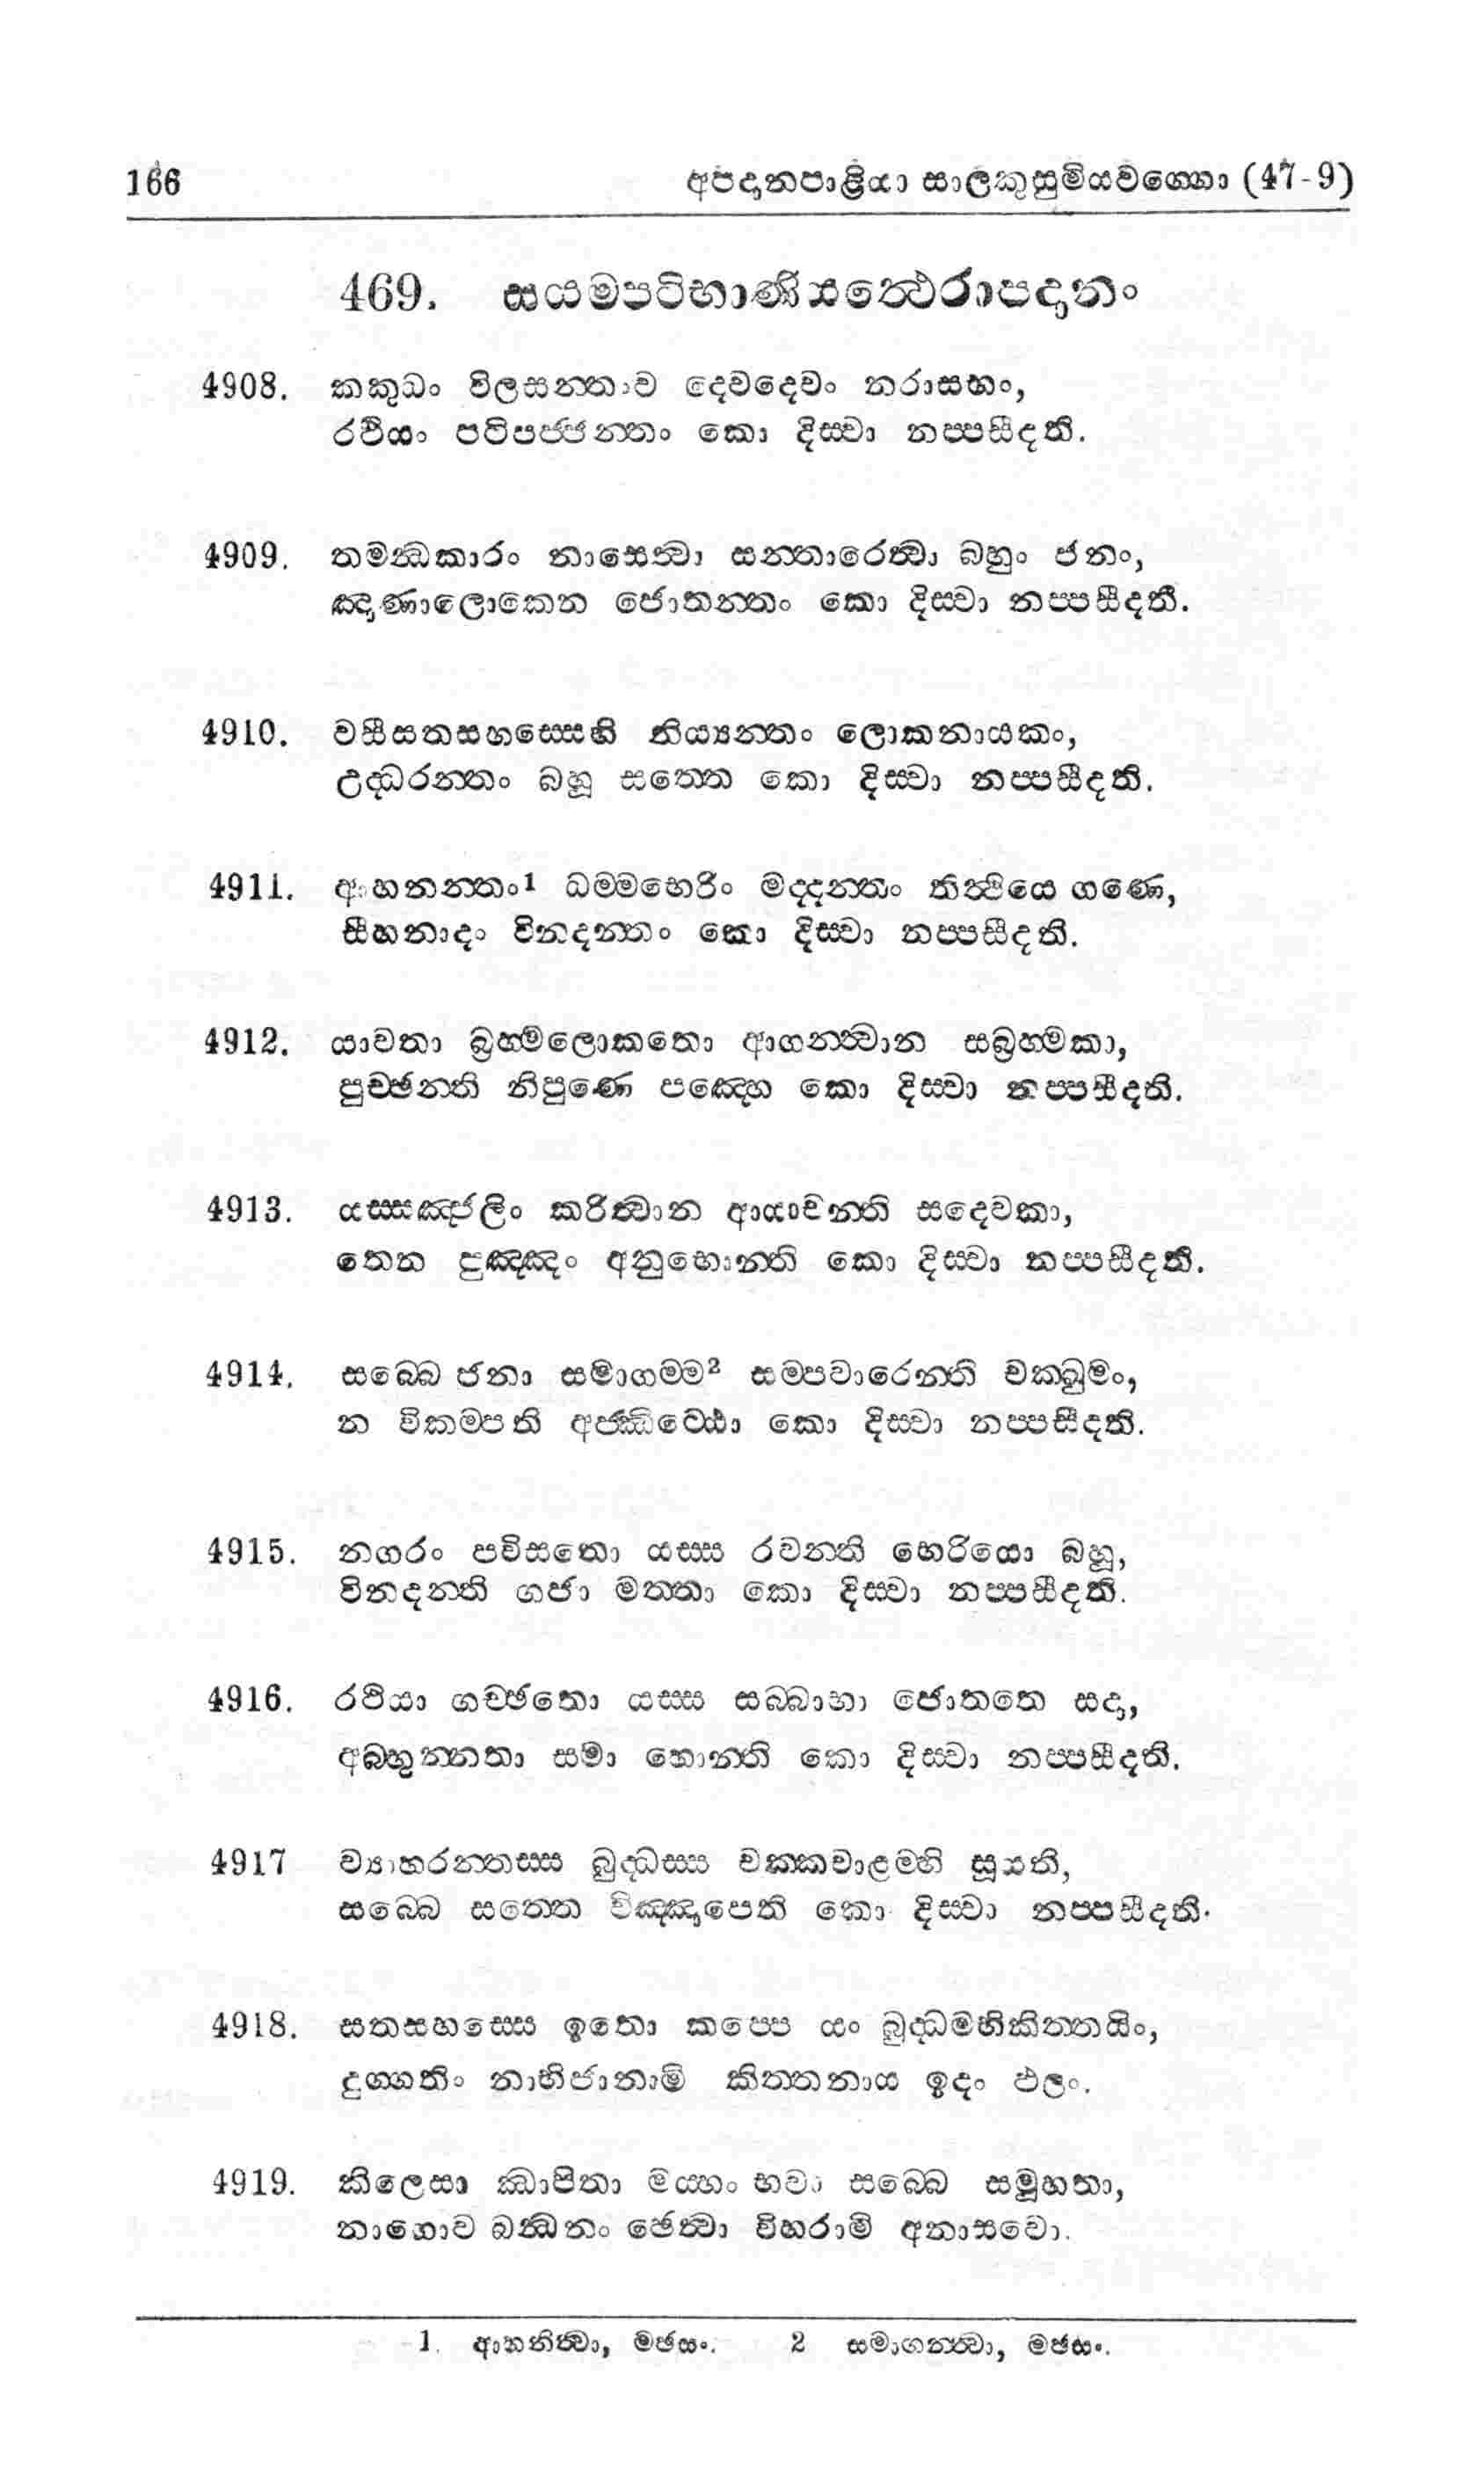 166 අපදානපාළියා සාලකුසුමියවග්ගො (47-9)
469. සයම්පටිභාණියත්ථෙරාපදානං
4908. කකුධං විලසන්තංව දෙවදෙවං නරාසභං,
රථියං පටිපජ්ජන්තං කො දිස්වා නප්පසීදති.
4909. තමන්ධකාරං නාසෙත්වා සන්තාරෙත්වා බහුං ජනං,
ඤාණාලොකෙන ජොතන්තං කො දිස්වා නප්පසීදති.
4910. වසීසතසහස්සෙහි නිය්‍යන්තං ලොකනායකං,
උද්ධරන්තං බහූ සත්තෙ කො දිස්වා නප්පසීදති.
4911. ආහනන්තං1 ධම්මභෙරිං මද්දන්තං තිත්ථියෙ ගණෙ,
සීහනාදං විනදන්තං කො දිස්වා නප්පසීදති.
4912. යාවතා බ්‍රහ්මලොකතො ආගන්ත්වාන සබ්‍රහ්මකා,
පුච්ඡන්ති නිපුණෙ පඤ්හෙ කො දිස්වා නප්පසීදති.
4913. යස්සඤ්ජලිං කරිත්වාන ආයාචන්ති සදෙවකා,
තෙන පුඤ්ඤං අනුභොන්ති කො දිස්වා නප්පසීදති.
4914. සබ්බෙ ජනා සමාගම්ම2 සම්පවාරෙන්ති චක්ඛුමං,
න විකම්පති අජ්ඣිට්ඨො කො දිස්වා නප්පසීදති.
4915. නගරං පවිසතො යස්ස රවන්ති භෙරියො බහූ,
විනදන්ති ගජා මත්තා කො දිස්වා නප්පසීදති.
4916. රථියා ගච්ඡතො යස්ස සබ්බාභා ජොතතෙ සදා,
අබ්භුන්නතා සමා හොන්ති කො දිස්වා නප්පසීදති.
4917 ව්‍යාහරන්තස්ස බුද්ධස්ස චක්කවාළම්හි සූයති,
සබ්බෙ සත්තෙ විඤ්ඤාපෙති කො දිස්වා නප්පසීදති.
4918. සතසහස්සෙ ඉතො කප්පෙ යං බුද්ධමභිකිත්තයිං,
දුග්ගතිං නාභිජානාමි කිත්තනාය ඉදං ඵලං.
4919. කිලෙසා ඣාපිතා මය්හං භවා සබ්බෙ සමූහතා,
නාගොව බන්ධනං ඡෙත්වා විහරාමි අනාසවො.
1. ආහනිත්වා, මඡසං. 2 සමාගන්ත්වා, මඡසං.